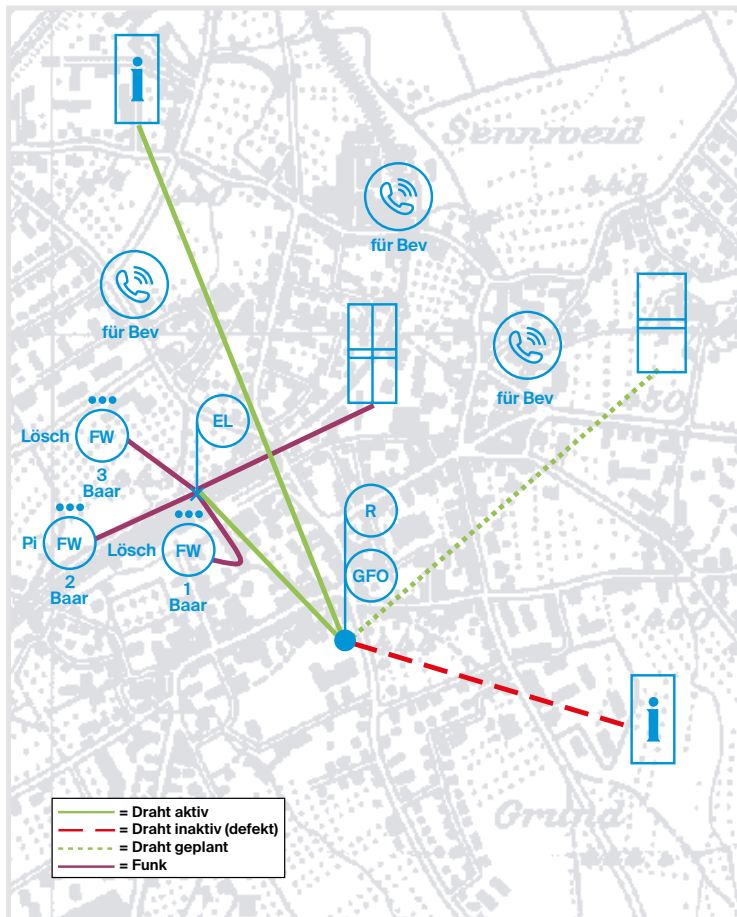 i
Sennweid
444
für Bev
für Bev
für Bev
EL
Lösch FW
3
Baar
R
Pi FW
2
Baar
Lösch FW
1
Baar
GFO
i
Grund
= Draht aktiv
= Draht inaktiv (defekt)
= Draht geplant
= Funk